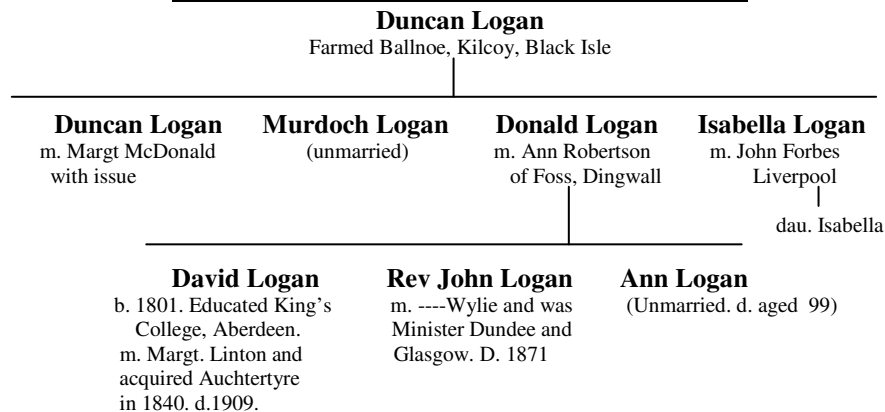 Duncan Logan
Farmed Ballnoe, Kilcoy, Black Isle
Duncan Logan
m. Margt McDonald
with issue
Murdoch Logan
(unmarried)
Donald Logan
m. Ann Robertson
of Foss, Dingwall
Isabella Logan
m. John Forbes
Liverpool
dau. Isabella
David Logan
b. 1801. Educated King's
College, Aberdeen.
m. Margt. Linton and
acquired Auchtertyre
in 1840. d.1909.
Rev John Logan
m. ----Wylie and was
Minister Dundee and
Glasgow. D. 1871
Ann Logan
(Unmarried. d. aged 99)